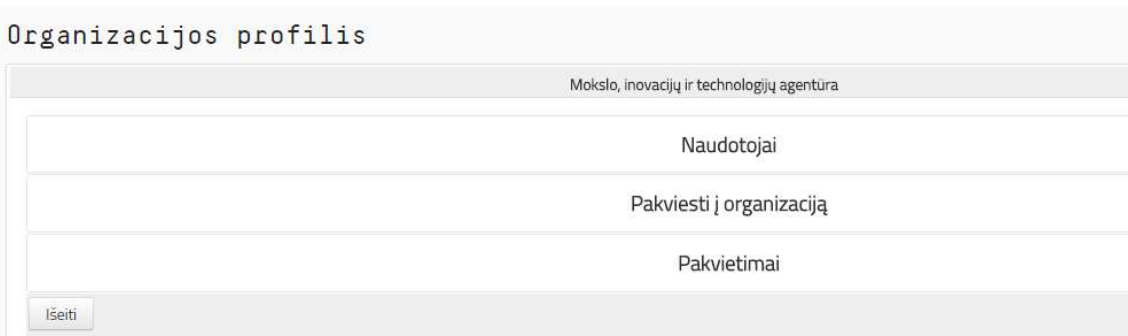 Organizacijos profilis
Mokslo, inovacijų ir technologijų agentūra
Naudotojai
Pakviesti į organizaciją
Pakvietimai
Išeiti